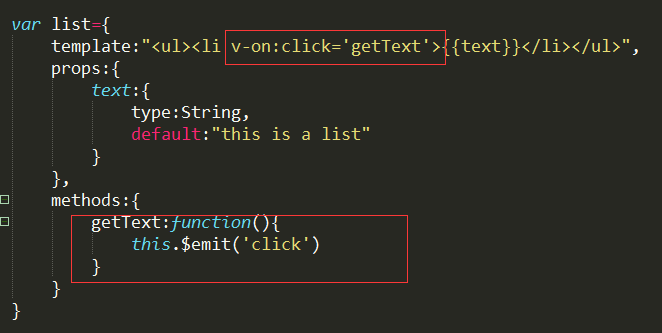 var list={
template:"<ul><li v-on:click='getText'>{{text}}</li></ul>",
props:{
text:{
type:String,
default:"this is a list"
}
},
methods:{
getText:function(){
this.$emit('click')
}
}
}